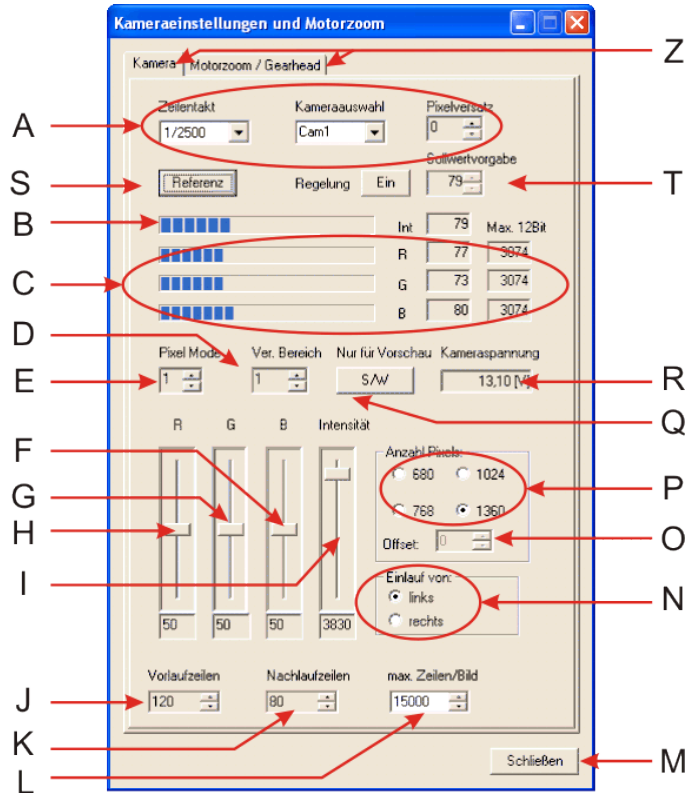 Kameraeinstellungen und Motorzoom
Z
Kamera Motorzoom / Gearhead
Zeilentakt Kameraauswahl Pixelversatz
A
1/2500 Cam1 0
Sollwertvorgabe
S Referenz Regelung Ein 79 T
B Int 79 Max. 12Bit
R 77 3074
C G 73 3074
B 80 3074
D
Pixel Mode Ver. Bereich Nur für Vorschau Kameraspannung
E 1 1 S/W 13,10 [V] R
Q
R G B Intensität
F Anzahl Pixels:
680 1024 P
G
H 768 1360
Offset: 0 O
I Einlauf von:
links N
rechts
50 50 50 3830
Vorlaufzeilen Nachlaufzeilen max. Zeilen/Bild
J 120 80 15000
K
L
Schließen M